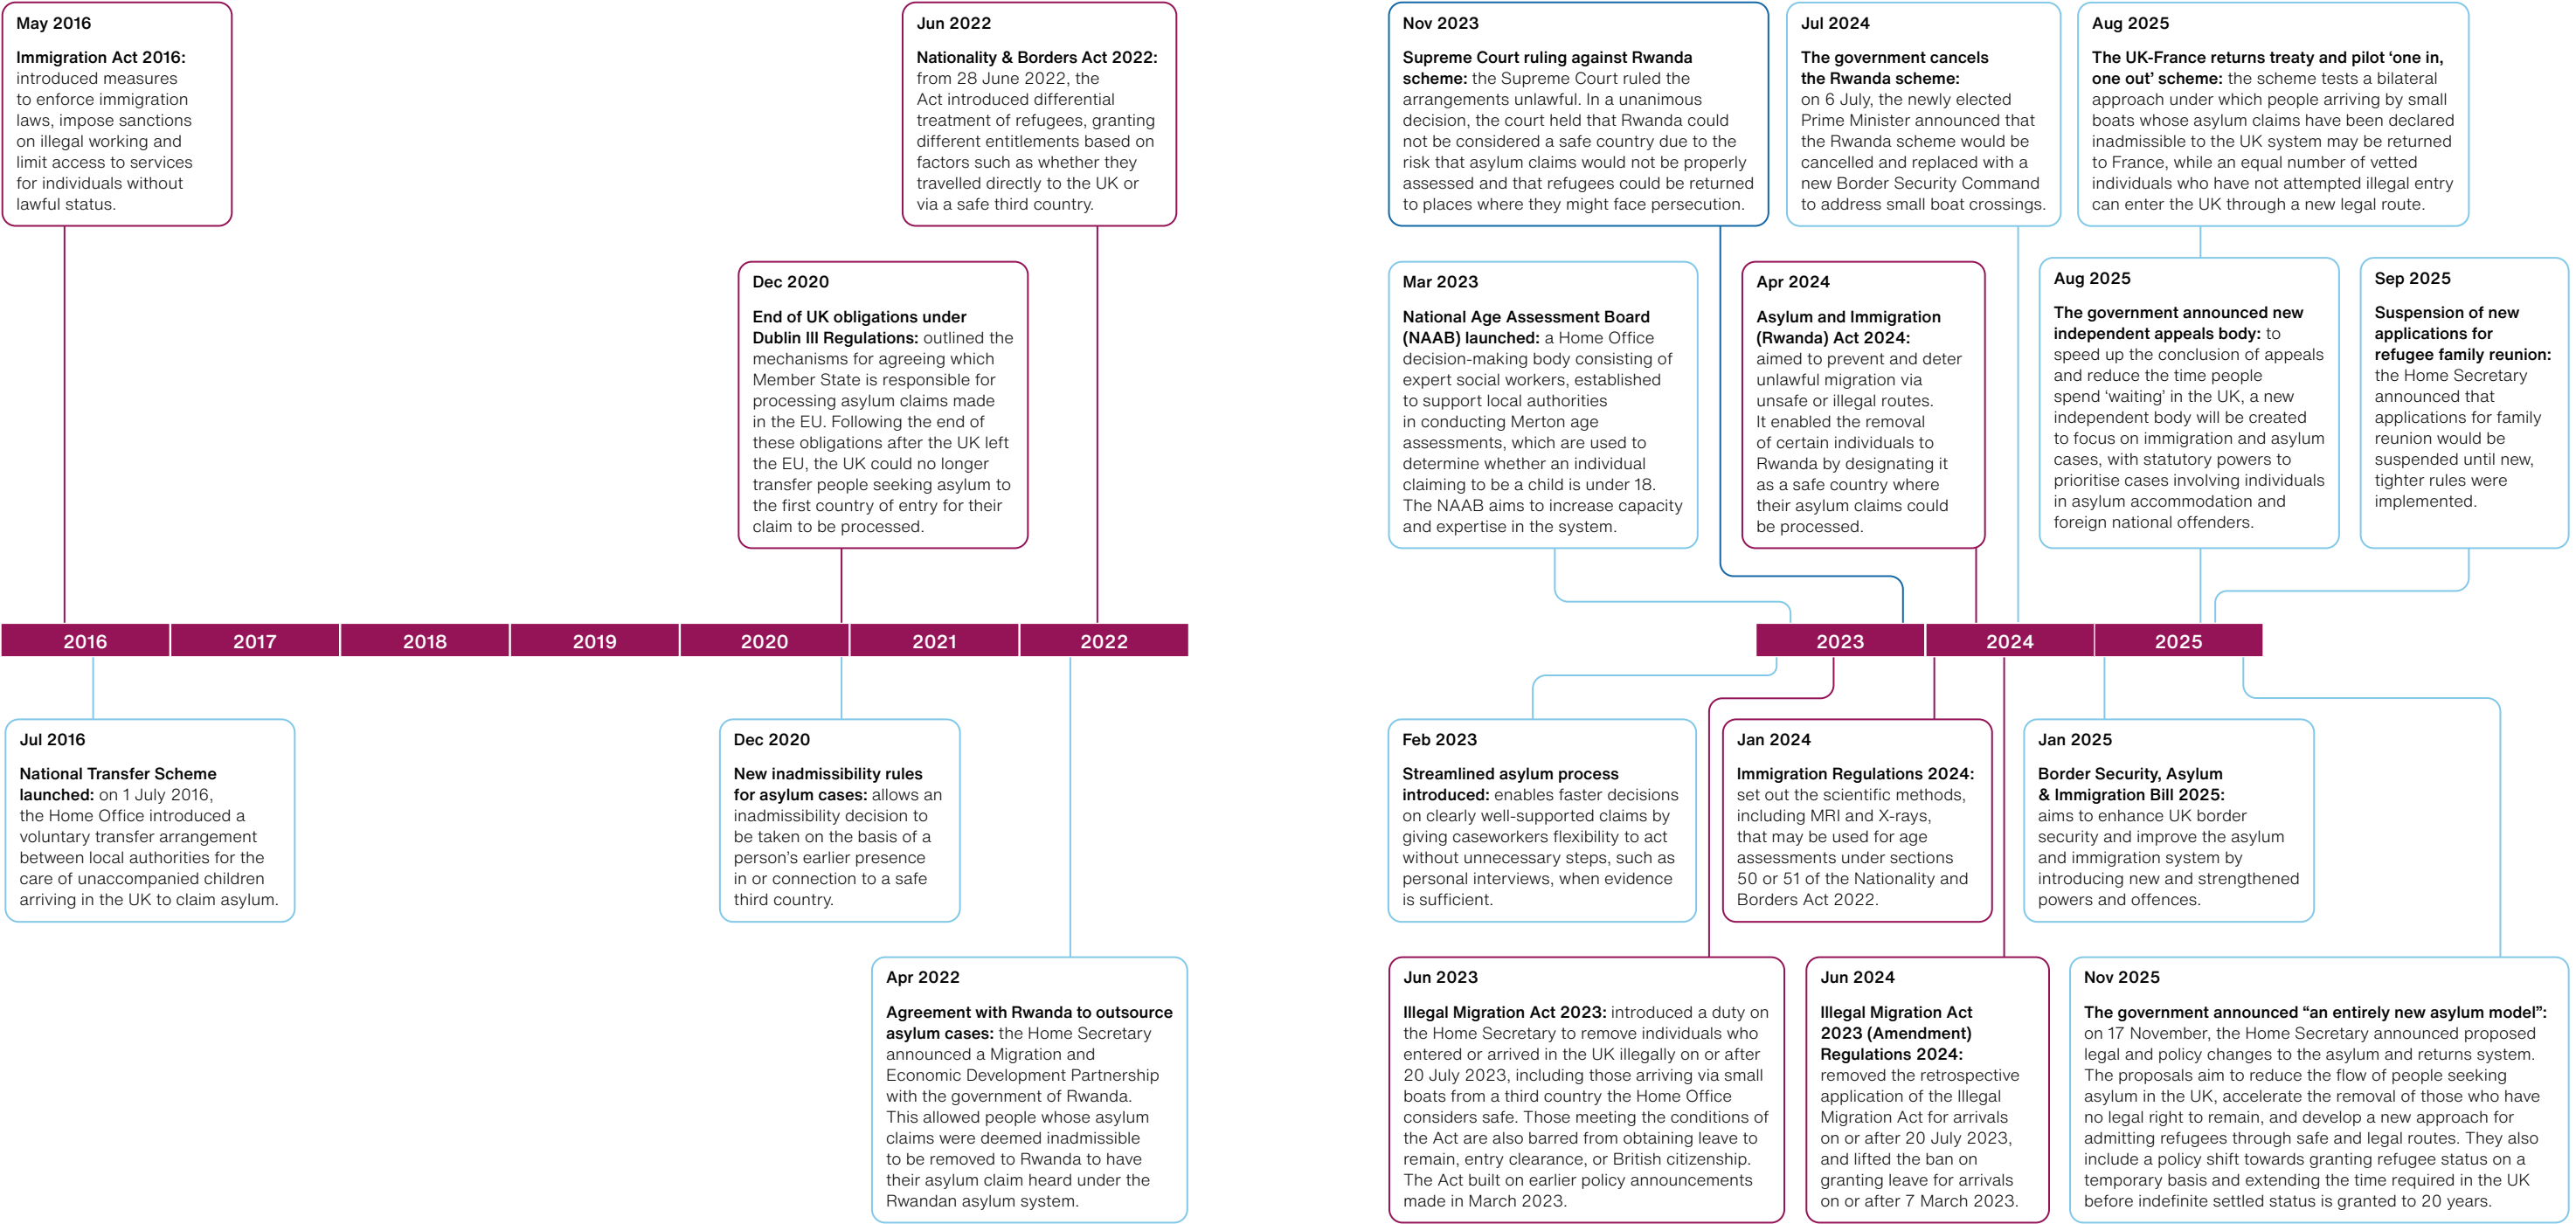 May 2016
Immigration Act 2016:
introduced measures
to enforce immigration
laws, impose sanctions
on illegal working and
limit access to services
for individuals without
lawful status.
Jun 2022
Nationality & Borders Act 2022:
from 28 June 2022, the
Act introduced differential
treatment of refugees, granting
different entitlements based on
factors such as whether they
travelled directly to the UK or
via a safe third country.
Dec 2020
End of UK obligations under
Dublin III Regulations: outlined the
mechanisms for agreeing which
Member State is responsible for
processing asylum claims made
in the EU. Following the end of
these obligations after the UK left
the EU, the UK could no longer
transfer people seeking asylum to
the first country of entry for their
claim to be processed.
Nov 2023
Supreme Court ruling against Rwanda
scheme: the Supreme Court ruled the
arrangements unlawful. In a unanimous
decision, the court held that Rwanda could
not be considered a safe country due to the
risk that asylum claims would not be properly
assessed and that refugees could be returned
to places where they might face persecution.
Jul 2024
The government cancels
the Rwanda scheme:
on 6 July, the newly elected
Prime Minister announced that
the Rwanda scheme would be
cancelled and replaced with a
new Border Security Command
to address small boat crossings.
Aug 2025
The UK-France returns treaty and pilot ‘one in,
one out’ scheme: the scheme tests a bilateral
approach under which people arriving by small
boats whose asylum claims have been declared
inadmissible to the UK system may be returned
to France, while an equal number of vetted
individuals who have not attempted illegal entry
can enter the UK through a new legal route.
Mar 2023
National Age Assessment Board
(NAAB) launched: a Home Office
decision-making body consisting of
expert social workers, established
to support local authorities
in conducting Merton age
assessments, which are used to
determine whether an individual
claiming to be a child is under 18.
The NAAB aims to increase capacity
and expertise in the system.
Apr 2024
Asylum and Immigration
(Rwanda) Act 2024:
aimed to prevent and deter
unlawful migration via
unsafe or illegal routes.
It enabled the removal
of certain individuals to
Rwanda by designating it
as a safe country where
their asylum claims could
be processed.
Aug 2025
The government announced new
independent appeals body: to
speed up the conclusion of appeals
and reduce the time people
spend ‘waiting’ in the UK, a new
independent body will be created
to focus on immigration and asylum
cases, with statutory powers to
prioritise cases involving individuals
in asylum accommodation and
foreign national offenders.
Sep 2025
Suspension of new
applications for
refugee family reunion:
the Home Secretary
announced that
applications for family
reunion would be
suspended until new,
tighter rules were
implemented.
2016
2017
2018
2019
2020
2021
2022
2023
2024
2025
Jul 2016
National Transfer Scheme
launched: on 1 July 2016,
the Home Office introduced a
voluntary transfer arrangement
between local authorities for the
care of unaccompanied children
arriving in the UK to claim asylum.
Dec 2020
New inadmissibility rules
for asylum cases: allows an
inadmissibility decision to
be taken on the basis of a
person’s earlier presence
in or connection to a safe
third country.
Apr 2022
Agreement with Rwanda to outsource
asylum cases: the Home Secretary
announced a Migration and
Economic Development Partnership
with the government of Rwanda.
This allowed people whose asylum
claims were deemed inadmissible
to be removed to Rwanda to have
their asylum claim heard under the
Rwandan asylum system.
Feb 2023
Streamlined asylum process
introduced: enables faster decisions
on clearly well-supported claims by
giving caseworkers flexibility to act
without unnecessary steps, such as
personal interviews, when evidence
is sufficient.
Jan 2024
Immigration Regulations 2024:
set out the scientific methods,
including MRI and X-rays,
that may be used for age
assessments under sections
50 or 51 of the Nationality and
Borders Act 2022.
Jan 2025
Border Security, Asylum
& Immigration Bill 2025:
aims to enhance UK border
security and improve the asylum
and immigration system by
introducing new and strengthened
powers and offences.
Jun 2023
Illegal Migration Act 2023: introduced a duty on
the Home Secretary to remove individuals who
entered or arrived in the UK illegally on or after
20 July 2023, including those arriving via small
boats from a third country the Home Office
considers safe. Those meeting the conditions of
the Act are also barred from obtaining leave to
remain, entry clearance, or British citizenship.
The Act built on earlier policy announcements
made in March 2023.
Jun 2024
Illegal Migration Act
2023 (Amendment)
Regulations 2024:
removed the retrospective
application of the Illegal
Migration Act for arrivals
on or after 20 July 2023,
and lifted the ban on
granting leave for arrivals
on or after 7 March 2023.
Nov 2025
The government announced “an entirely new asylum model”:
on 17 November, the Home Secretary announced proposed
legal and policy changes to the asylum and returns system.
The proposals aim to reduce the flow of people seeking
asylum in the UK, accelerate the removal of those who have
no legal right to remain, and develop a new approach for
admitting refugees through safe and legal routes. They also
include a policy shift towards granting refugee status on a
temporary basis and extending the time required in the UK
before indefinite settled status is granted to 20 years.